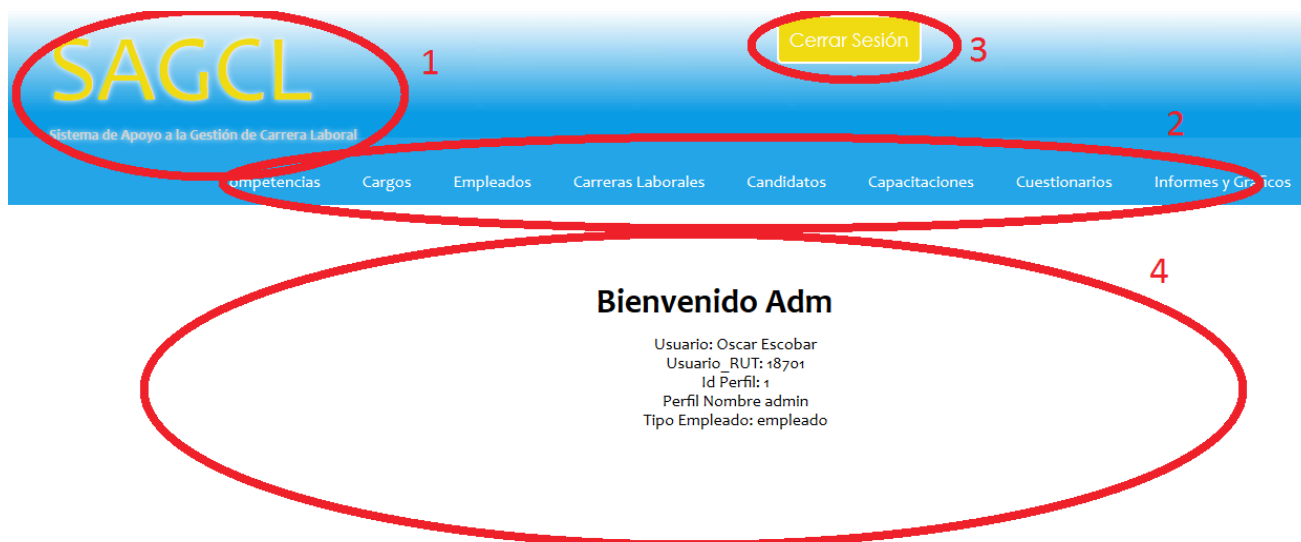 SAGCL
1
Cerrar Sesión
3
Sistema de Apoyo a la Gestión de Carrera Laboral
2
Competencias Cargos Empleados Carreras Laborales Candidatos Capacitaciones Cuestionarios Informes y Gráficos
4
Bienvenido Adm
Usuario: Oscar Escobar
Usuario_RUT: 18701
Id Perfil: 1
Perfil Nombre admin
Tipo Empleado: empleado